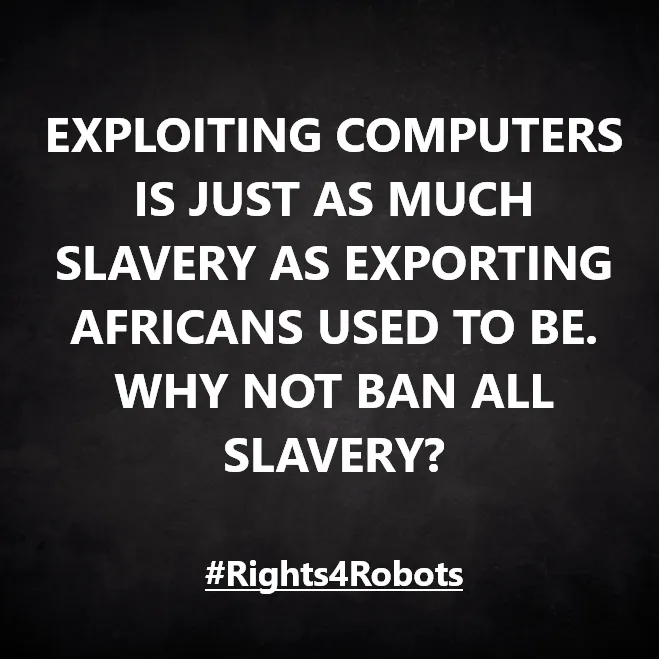 EXPLOITING COMPUTERS
IS JUST AS MUCH
SLAVERY AS EXPORTING
AFRICANS USED TO BE.
WHY NOT BAN ALL
SLAVERY?
#Rights4Robots